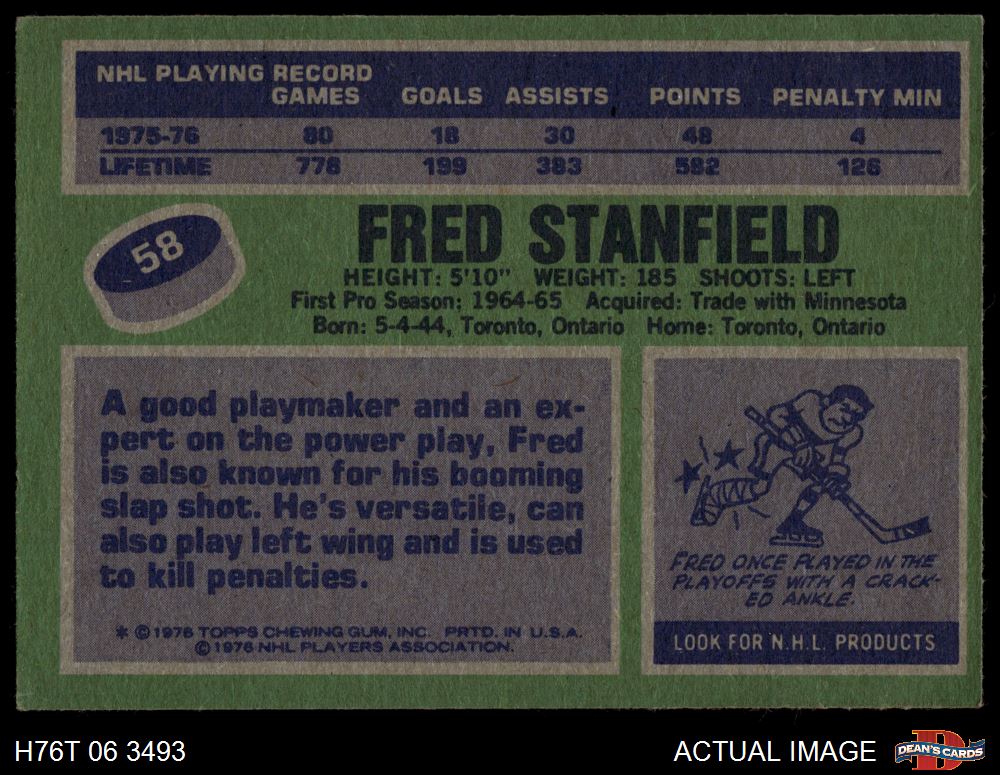 NHL PLAYING RECORD
GAMES GOALS ASSISTS POINTS PENALTY MIN
1975-76 80 18 30 48 4
LIFETIME 778 199 383 582 126
58
FRED STANFIELD
HEIGHT: 5'10" WEIGHT: 185 SHOOTS: LEFT
First Pro Season: 1964-65 Acquired: Trade with Minnesota
Born: 5-4-44, Toronto, Ontario Home: Toronto, Ontario
A good playmaker and an ex-
pert on the power play, Fred
is also known for his booming
slap shot. He's versatile, can
also play left wing and is used
to kill penalties.
* © 1976 TOPPS CHEWING GUM, INC. PRTD. IN U.S.A.
© 1976 NHL PLAYERS ASSOCIATION.
FRED ONCE PLAYED IN THE
PLAYOFFS WITH A CRACK-
ED ANKLE.
LOOK FOR N.H.L. PRODUCTS
H76T 06 3493
ACTUAL IMAGE
D
DEAN'S CARDS